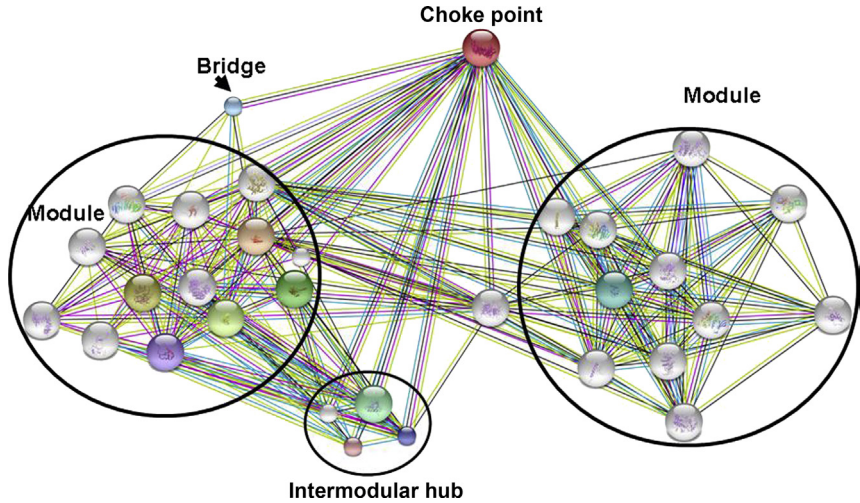 Choke point
Bridge
Module
Module
Intermodular hub